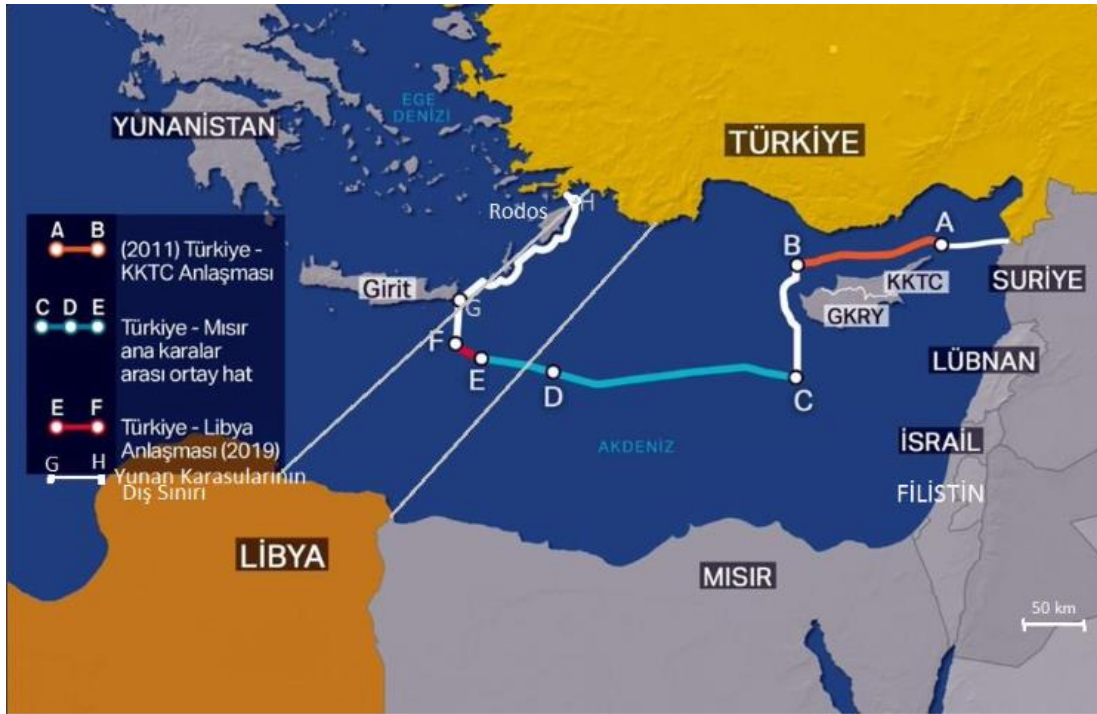 EGE
DENİZİ
YUNANİSTAN
TÜRKİYE
Rodos
H
A
B
KKTC
GKRY
SURİYE
Girit
G
F
E
D
C
LÜBNAN
AKDENİZ
İSRAİL
FİLİSTİN
LİBYA
MISIR
50 km
A B
(2011) Türkiye -
KKTC Anlaşması
C D E
Türkiye - Mısır
ana karalar
arası ortay hat
E F
Türkiye - Libya
Anlaşması (2019)
G H
Yunan Karasularının
Dış Sınırı